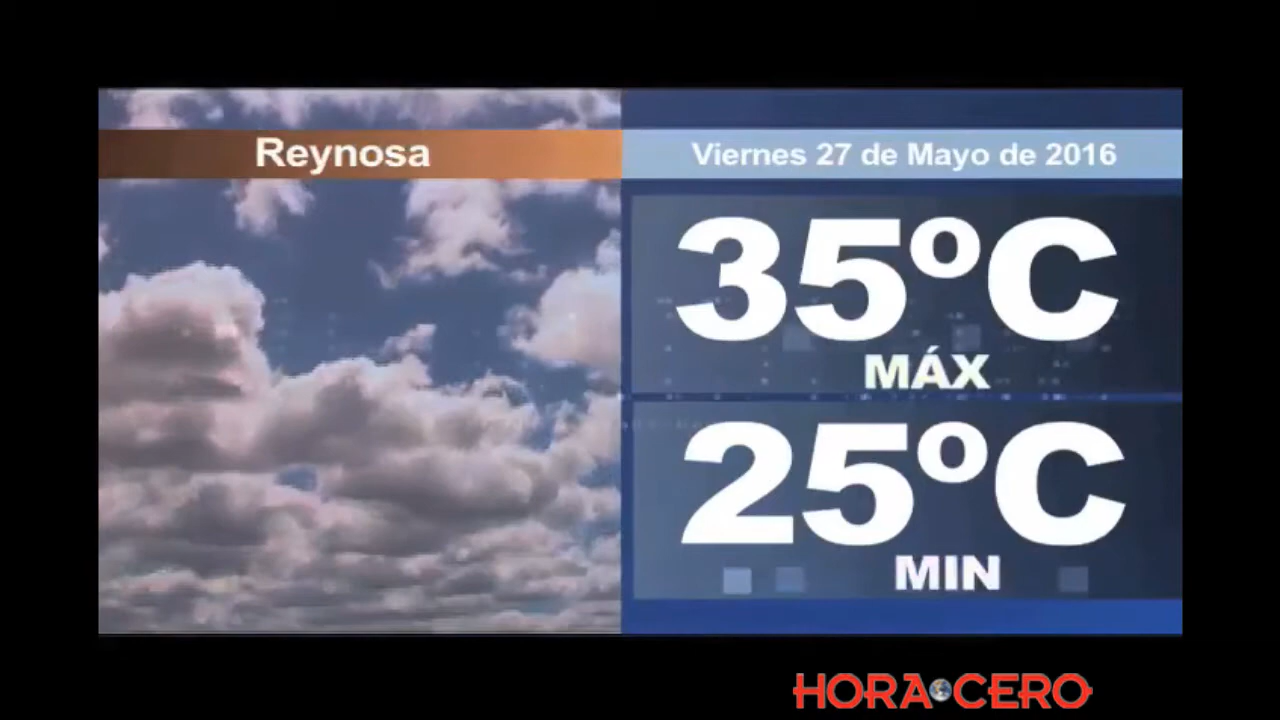 Reynosa
Viernes 27 de Mayo de 2016
35ºC
MÁX
25ºC
MIN
HORA CERO